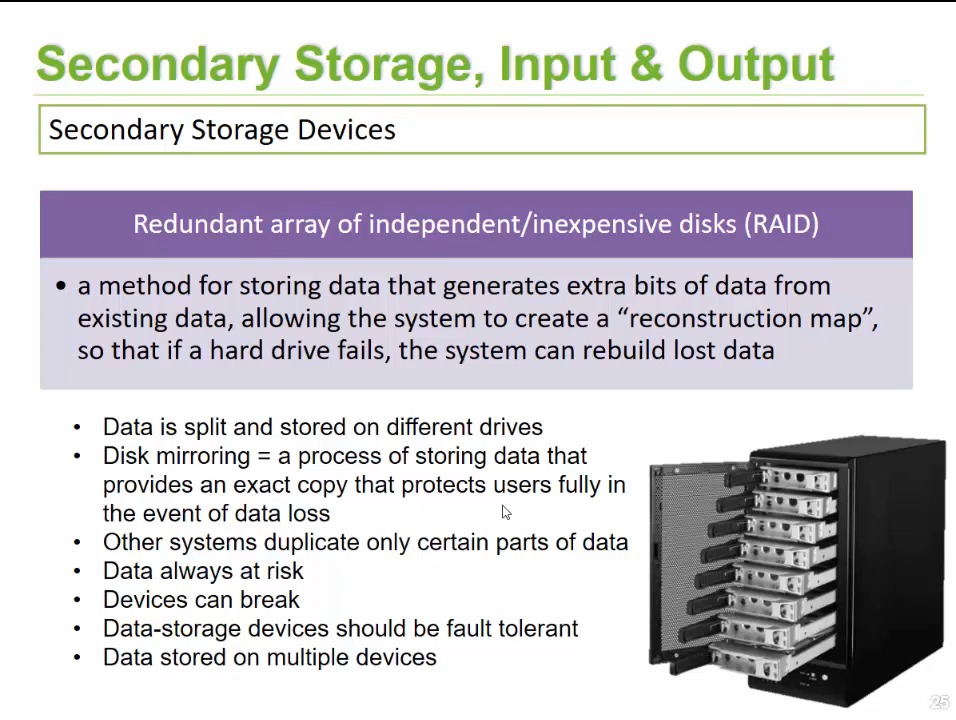 Secondary Storage, Input & Output
Secondary Storage Devices
Redundant array of independent/inexpensive disks (RAID)
• a method for storing data that generates extra bits of data from
existing data, allowing the system to create a “reconstruction map”,
so that if a hard drive fails, the system can rebuild lost data
• Data is split and stored on different drives
• Disk mirroring = a process of storing data that
provides an exact copy that protects users fully in
the event of data loss
• Other systems duplicate only certain parts of data
• Data always at risk
• Devices can break
• Data-storage devices should be fault tolerant
• Data stored on multiple devices
25